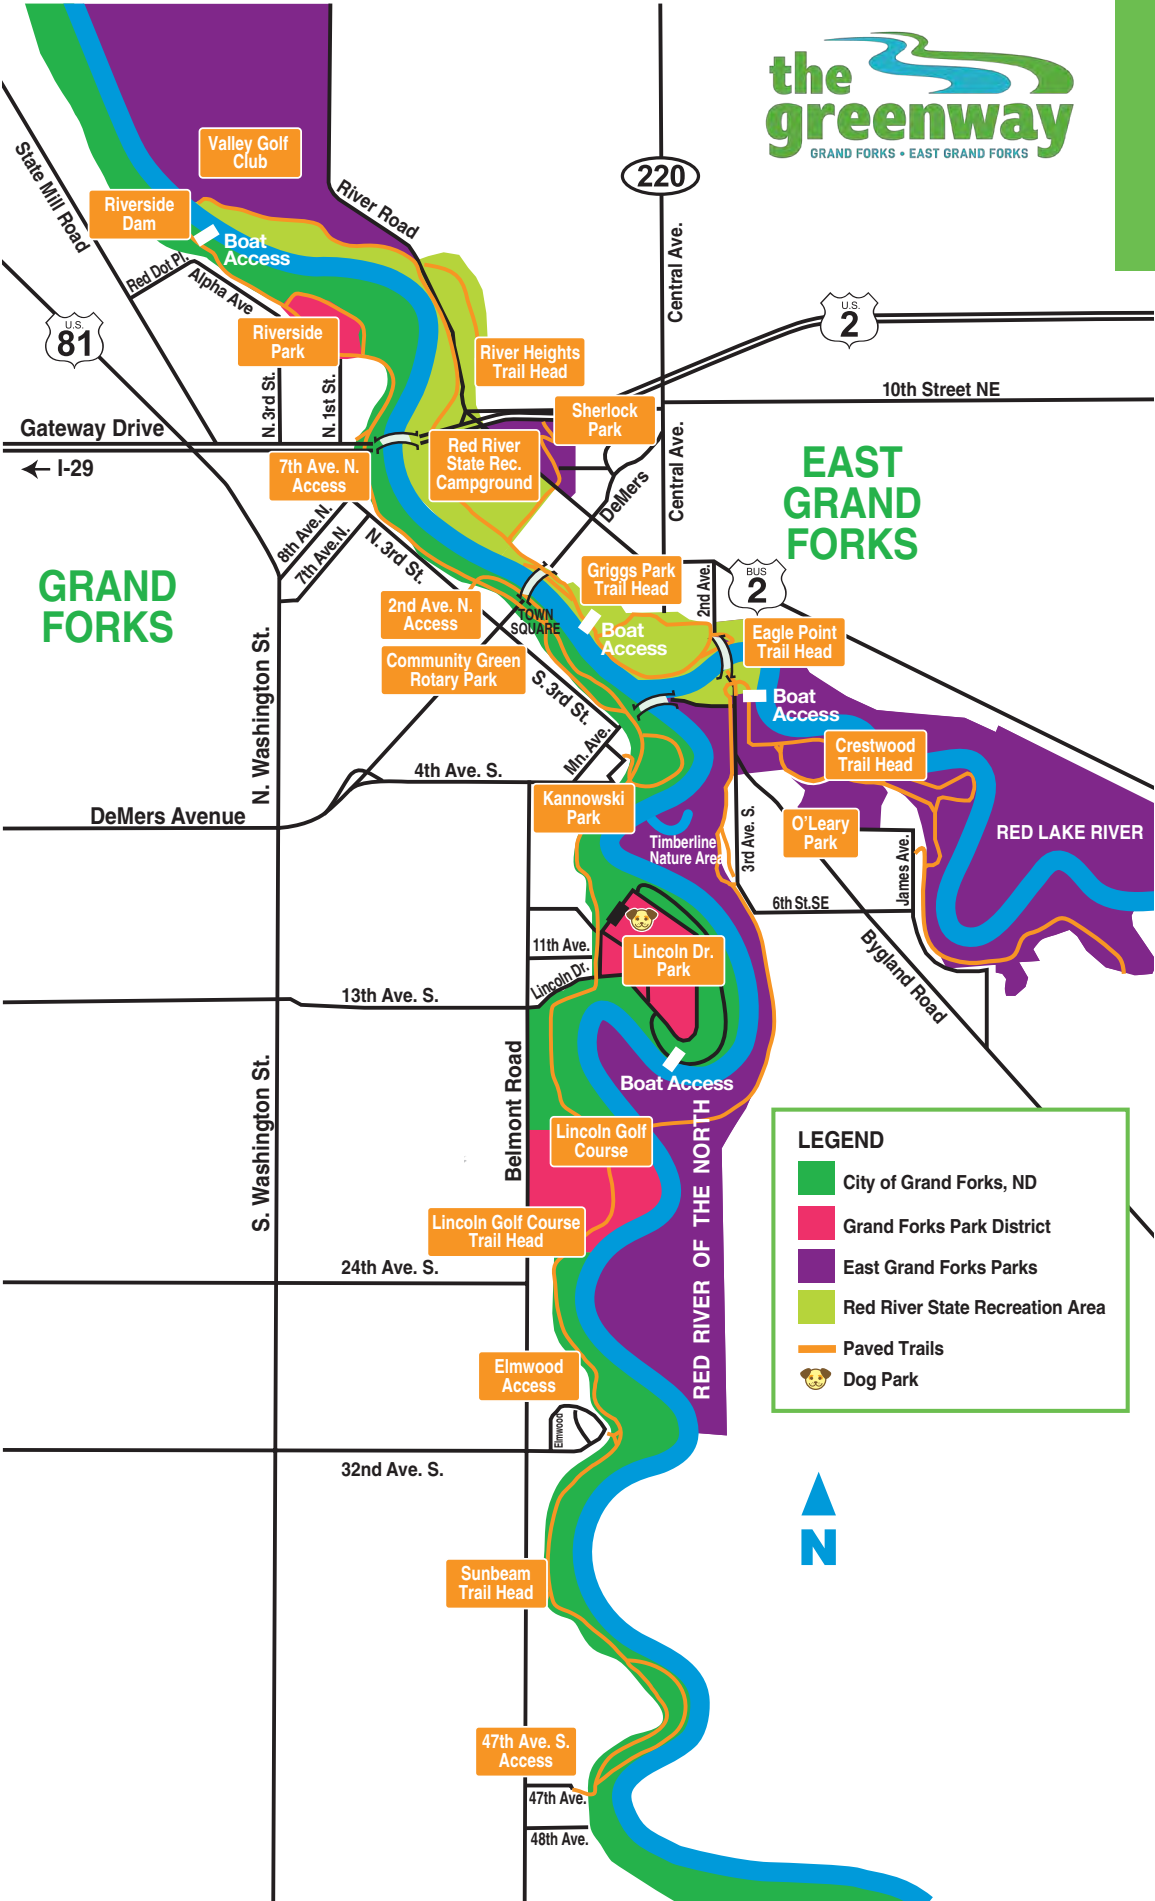 the
greenway
GRAND FORKS • EAST GRAND FORKS
220
Valley Golf
Club
State Mill Road
River Road
Riverside
Dam
Boat
Access
Central Ave.
Red Dot Pl.
Alpha Ave
U.S.
81
U.S.
2
Riverside
Park
River Heights
Trail Head
N. 3rd St.
N. 1st St.
10th Street NE
Sherlock
Park
Gateway Drive
I-29
7th Ave. N.
Access
Red River
State Rec.
Campground
Central Ave.
DeMers
EAST
GRAND
FORKS
8th Ave.N.
7th Ave.N.
N. 3rd St.
GRAND
FORKS
Griggs Park
Trail Head
2nd Ave.
BUS
2
2nd Ave. N.
Access
TOWN
SQUARE
Boat
Access
Eagle Point
Trail Head
Community Green
Rotary Park
S. 3rd St.
Boat
Access
N. Washington St.
Mn. Ave.
Crestwood
Trail Head
4th Ave. S.
DeMers Avenue
Kannowski
Park
Timberline
Nature Area
3rd Ave. S.
O'Leary
Park
RED LAKE RIVER
James Ave.
6th St.SE
11th Ave.
Lincoln Dr.
Park
Bygland Road
Lincoln Dr.
13th Ave. S.
S. Washington St.
Belmont Road
Boat Access
RED RIVER OF THE NORTH
Lincoln Golf
Course
Lincoln Golf Course
Trail Head
24th Ave. S.
LEGEND
City of Grand Forks, ND
Grand Forks Park District
East Grand Forks Parks
Red River State Recreation Area
Paved Trails
Dog Park
Elmwood
Access
Elmwood
32nd Ave. S.
N
Sunbeam
Trail Head
47th Ave. S.
Access
47th Ave.
48th Ave.